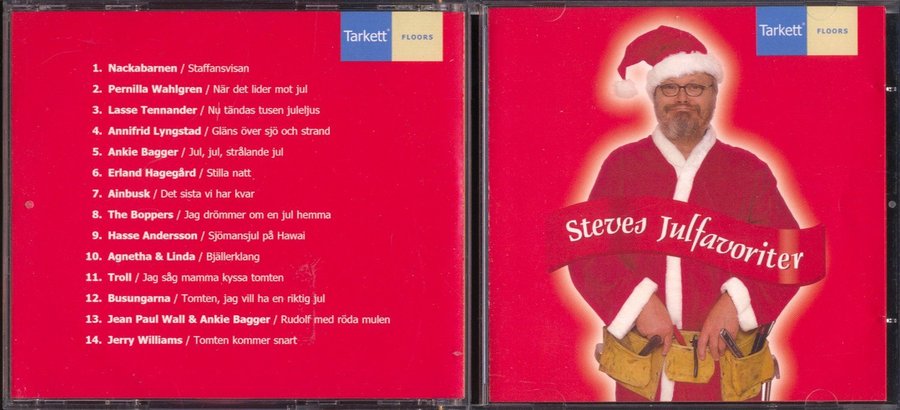 Tarkett® FLOORS
1. Nackabarnen / Staffansvisan
2. Pernilla Wahlgren / När det lider mot jul
3. Lasse Tennander / Nu tändas tusen juleljus
4. Annifrid Lyngstad / Gläns över sjö och strand
5. Ankie Bagger / Jul, jul, strålande jul
6. Erland Hagegård / Stilla natt
7. Ainbusk / Det sista vi har kvar
8. The Boppers / Jag drömmer om en jul hemma
9. Hasse Andersson / Sjömansjul på Hawai
10. Agnetha & Linda / Bjällerklang
11. Troll / Jag såg mamma kyssa tomten
12. Busungarna / Tomten, jag vill ha en riktig jul
13. Jean Paul Wall & Ankie Bagger / Rudolf med röda mulen
14. Jerry Williams / Tomten kommer snart
Tarkett® FLOORS
Steves Julfavoriter